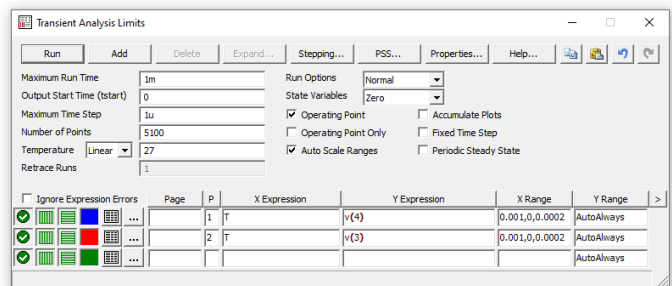 Transient Analysis Limits
Run Add Delete Expand... Stepping... PSS... Properties... Help...
Maximum Run Time 1m Run Options Normal
Output Start Time (tstart) 0 State Variables Zero
Maximum Time Step 1u Operating Point Accumulate Plots
Number of Points 5100 Operating Point Only Fixed Time Step
Temperature Linear 27 Auto Scale Ranges Periodic Steady State
Retrace Runs 1
Ignore Expression Errors Page P X Expression Y Expression X Range Y Range >
... 1 T v(4) 0.001,0,0.0002 AutoAlways
... 2 T v(3) 0.001,0,0.0002 AutoAlways
... AutoAlways